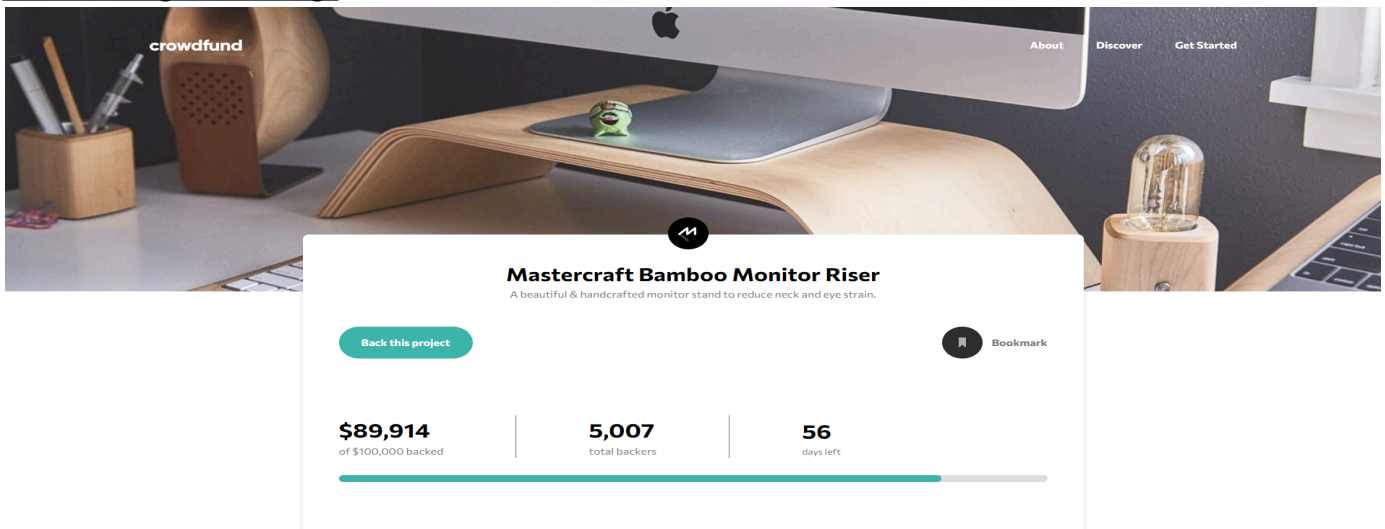 crowdfund
About Discover Get Started
Mastercraft Bamboo Monitor Riser
A beautiful & handcrafted monitor stand to reduce neck and eye strain.
Back this project
Bookmark
$89,914
of $100,000 backed
5,007
total backers
56
days left